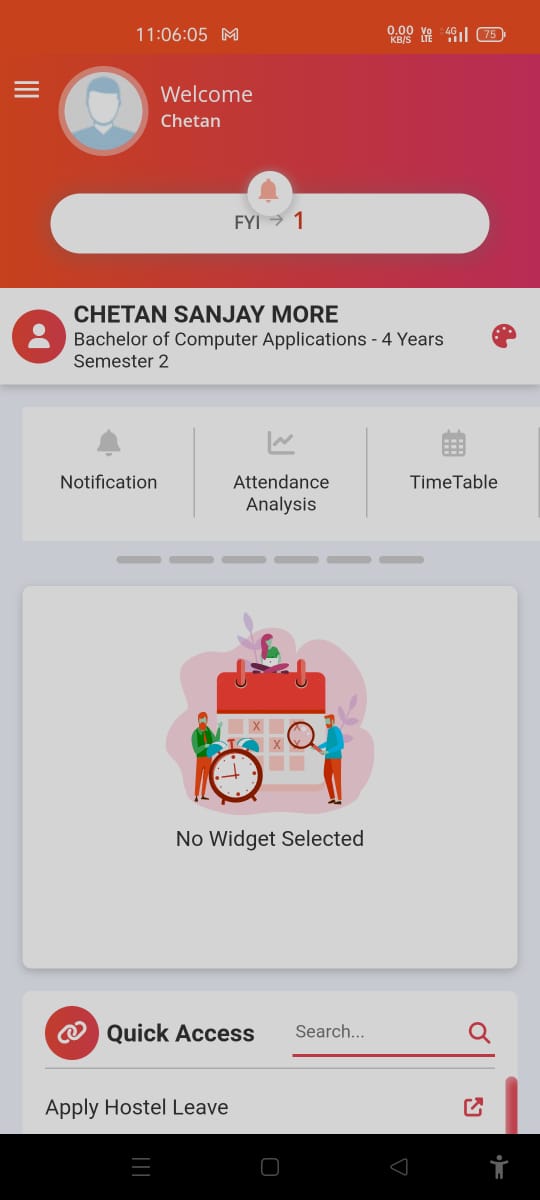 11:06:05
0.00 KB/S
Vo LTE
4G
75
Welcome
Chetan
FYI → 1
CHETAN SANJAY MORE
Bachelor of Computer Applications - 4 Years
Semester 2
Notification
Attendance
Analysis
TimeTable
X
X
X
X
No Widget Selected
Quick Access
Search...
Apply Hostel Leave